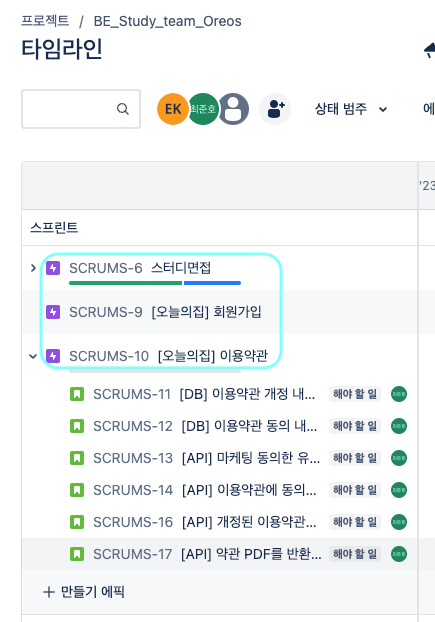 프로젝트 / BE_Study_team_Oreos
타임라인
EK 최준호 상태 범주 에
'23
스프린트
SCRUMS-6 스터디면접
SCRUMS-9 [오늘의집] 회원가입
SCRUMS-10 [오늘의집] 이용약관
SCRUMS-11 [DB] 이용약관 개정 내... 해야 할 일
SCRUMS-12 [DB] 이용약관 동의 내... 해야 할 일
SCRUMS-13 [API] 마케팅 동의한 유... 해야 할 일
SCRUMS-14 [API] 이용약관에 동의... 해야 할 일
SCRUMS-16 [API] 개정된 이용약관... 해야 할 일
SCRUMS-17 [API] 약관 PDF를 반환... 해야 할 일
+ 만들기 에픽